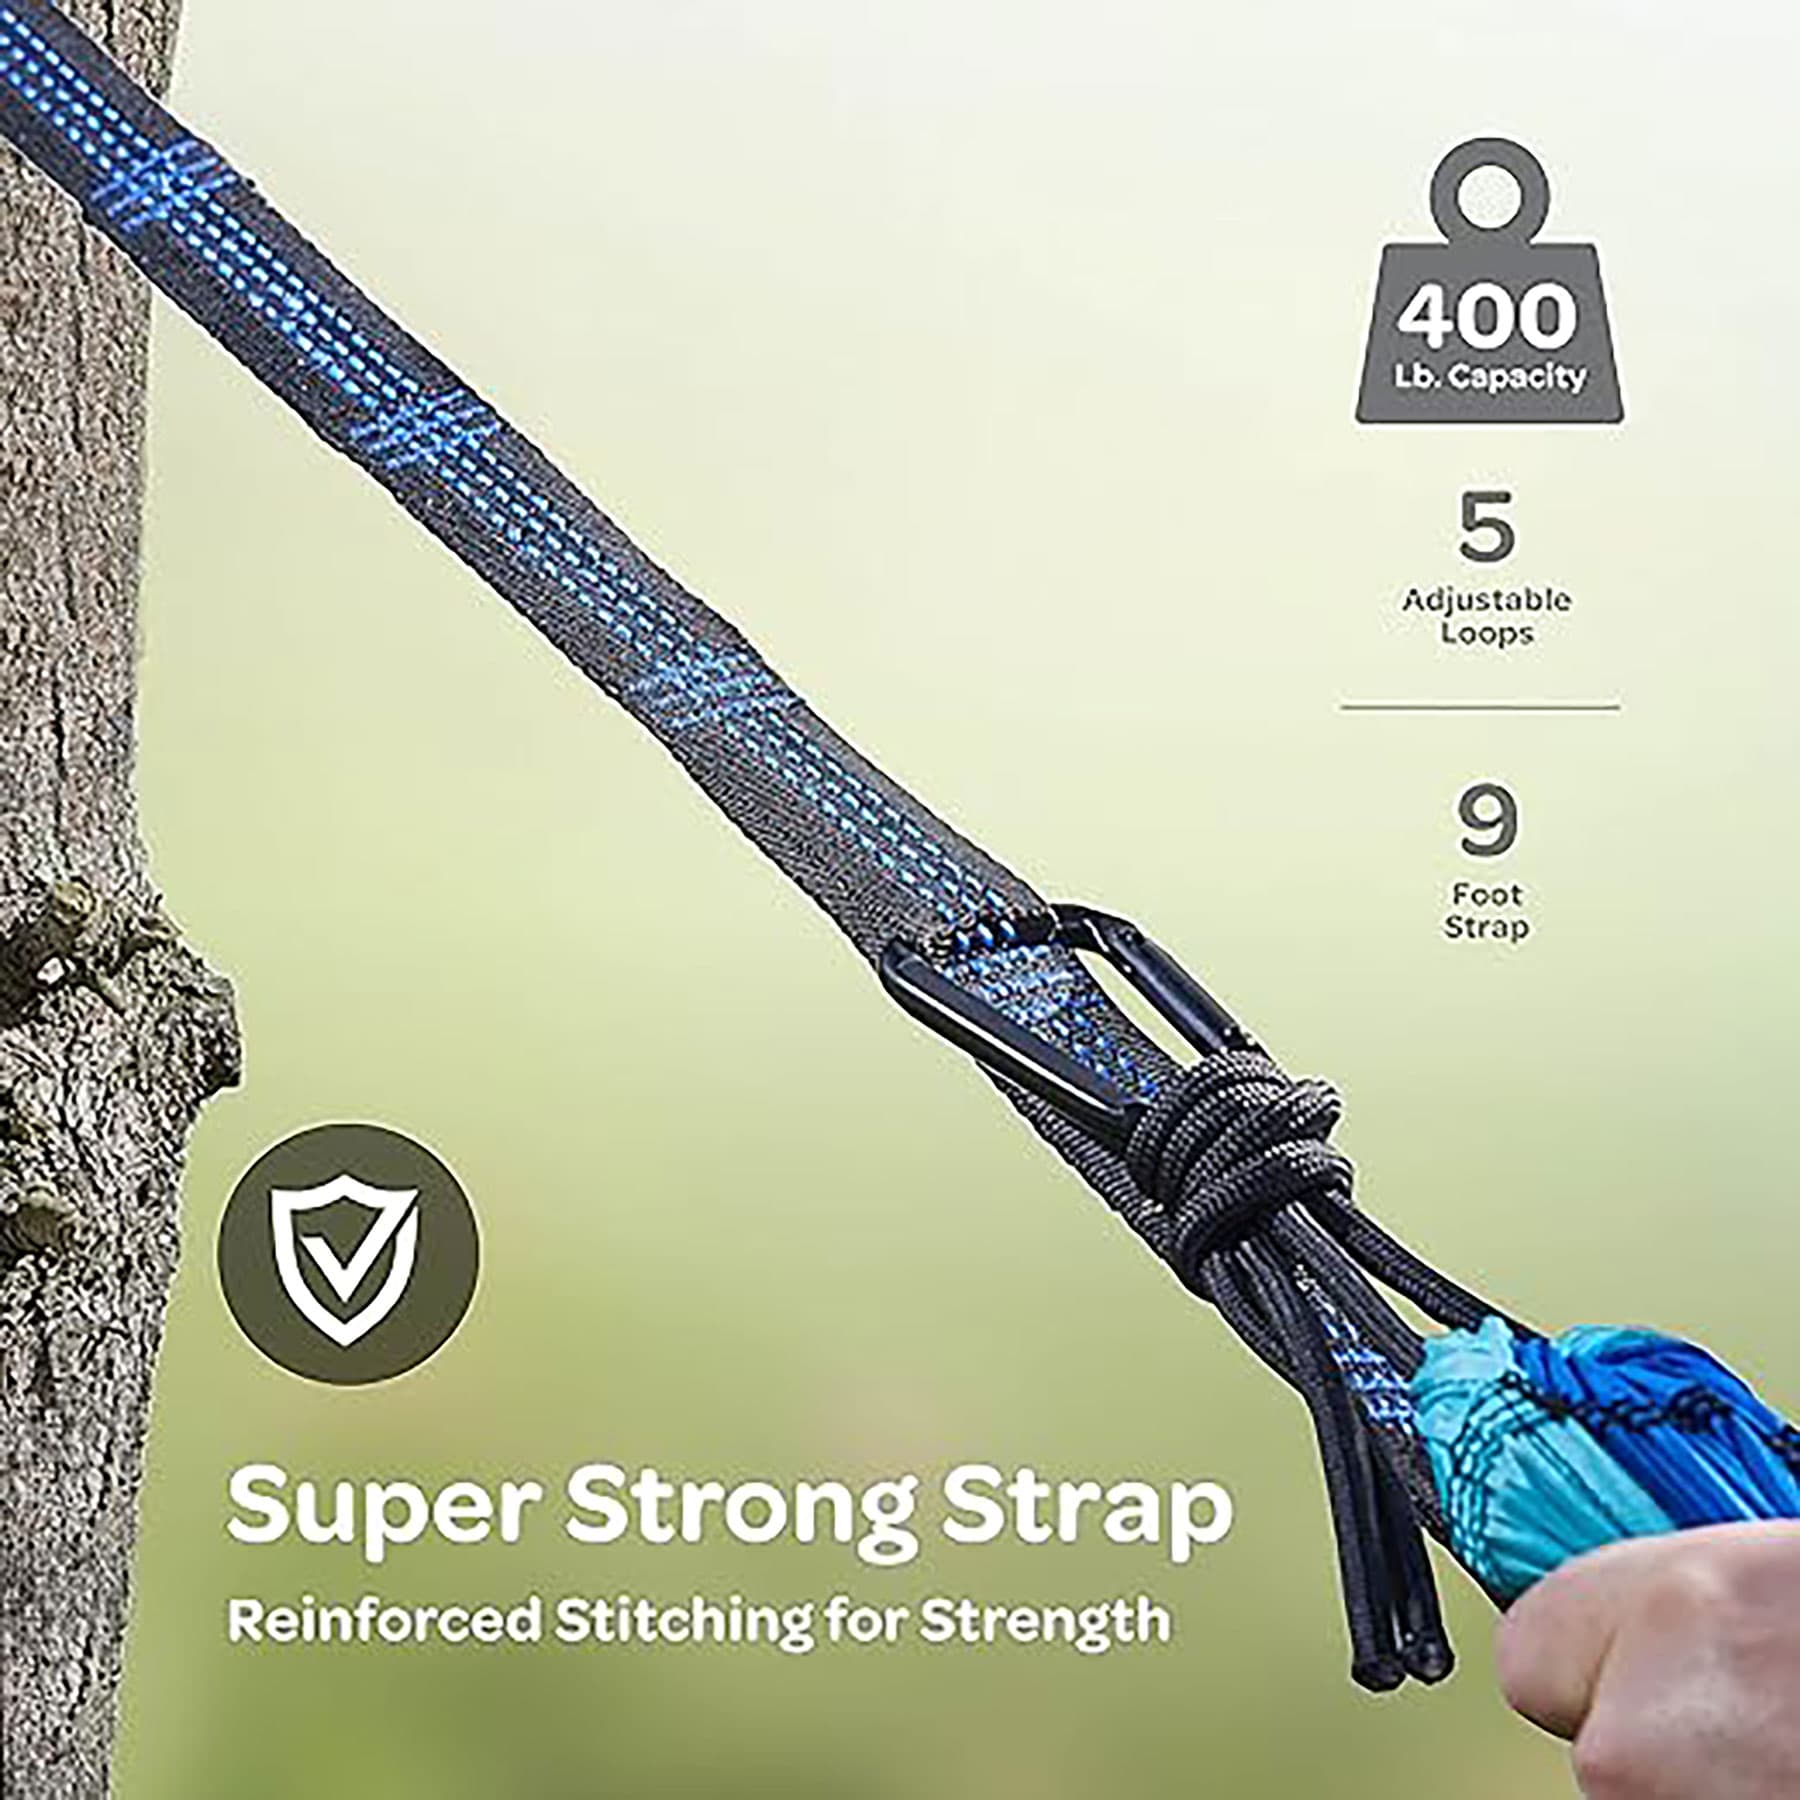 400
Lb. Capacity
5
Adjustable
Loops
9
Foot
Strap
Super Strong Strap
Reinforced Stitching for Strength